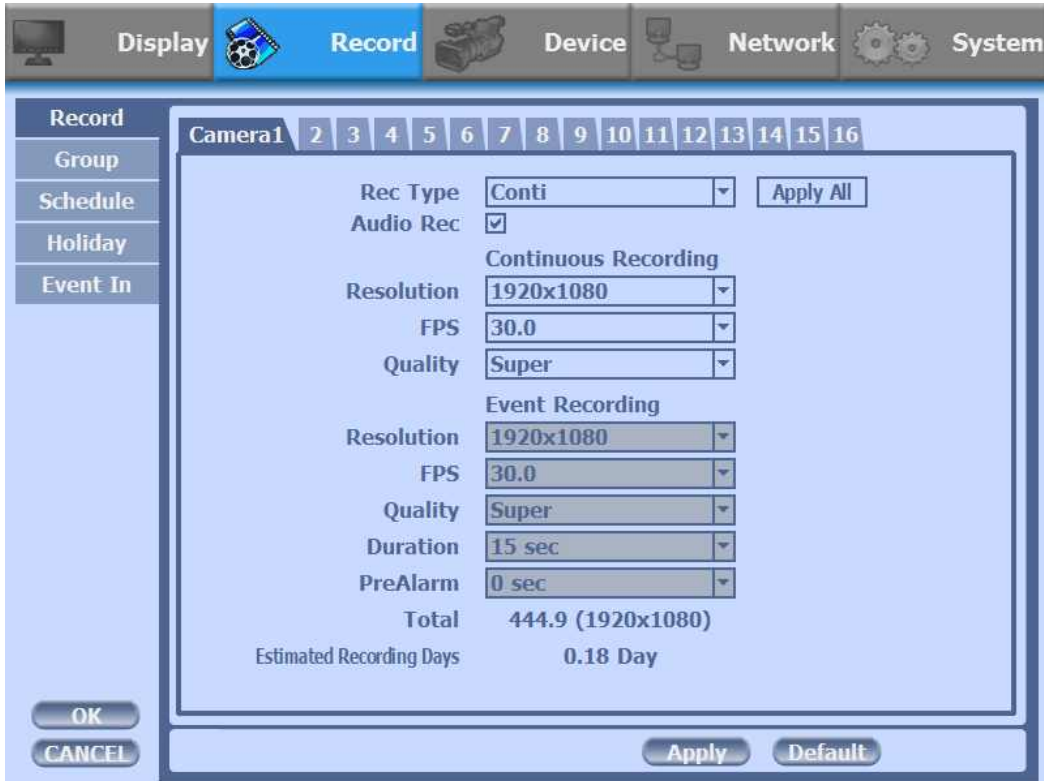 Display Record Device Network System
Record
Group
Schedule
Holiday
Event In
Camera1 2 3 4 5 6 7 8 9 10 11 12 13 14 15 16
Rec Type Conti Apply All
Audio Rec
Continuous Recording
Resolution 1920x1080
FPS 30.0
Quality Super
Event Recording
Resolution 1920x1080
FPS 30.0
Quality Super
Duration 15 sec
PreAlarm 0 sec
Total 444.9 (1920x1080)
Estimated Recording Days 0.18 Day
OK
CANCEL
Apply Default